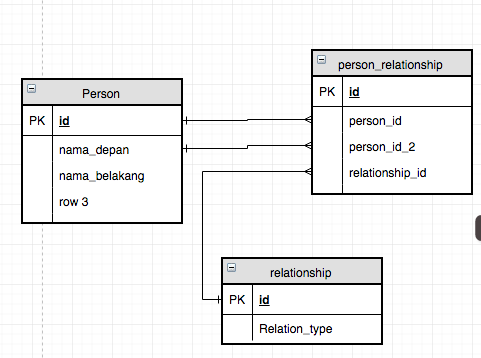 Person
PK id
nama_depan
nama_belakang
row 3
person_relationship
PK id
person_id
person_id_2
relationship_id
relationship
PK id
Relation_type